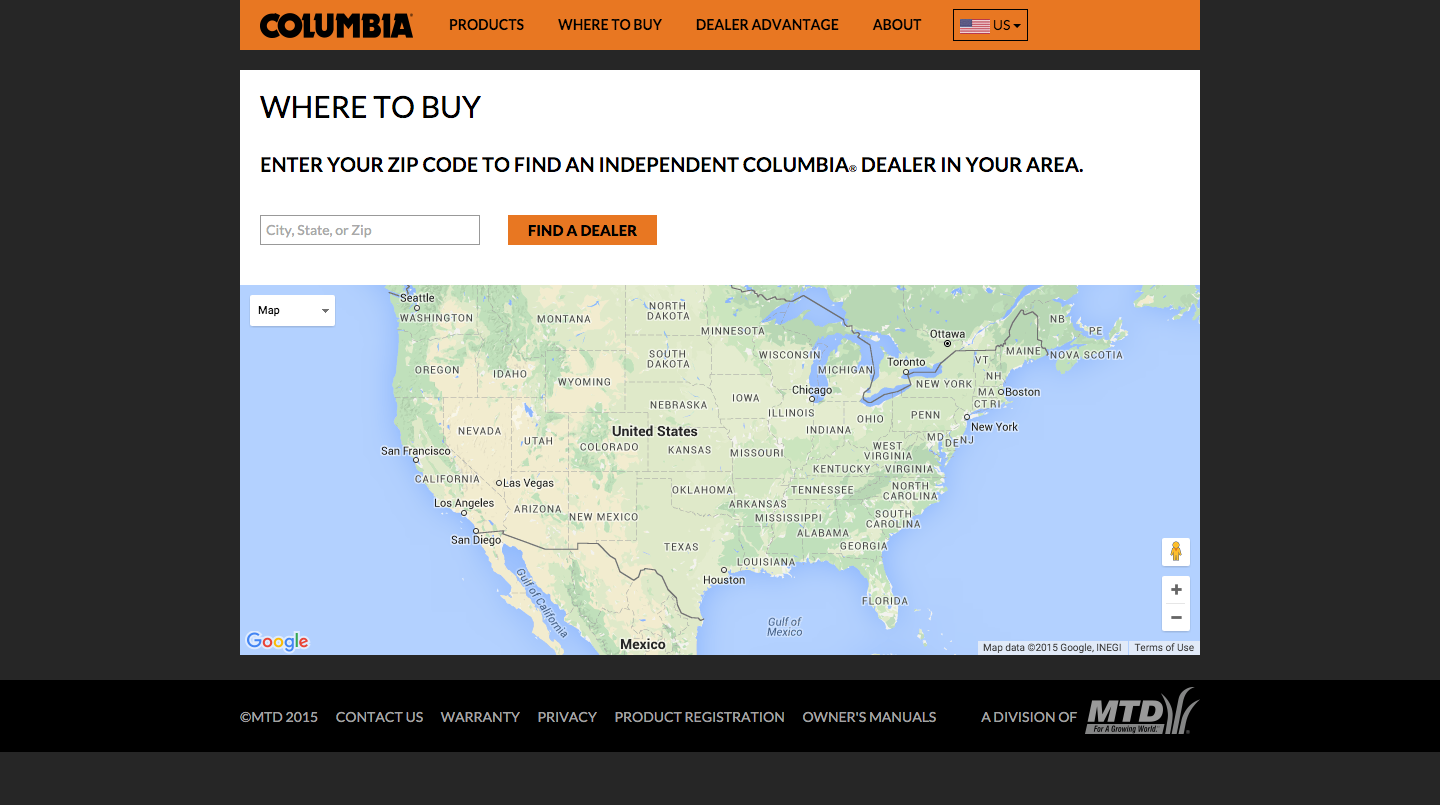 COLUMBIA
PRODUCTS WHERE TO BUY DEALER ADVANTAGE ABOUT US
WHERE TO BUY
ENTER YOUR ZIP CODE TO FIND AN INDEPENDENT COLUMBIA® DEALER IN YOUR AREA.
City, State, or Zip FIND A DEALER
Map
Seattle
WASHINGTON
MONTANA
NORTH DAKOTA
MINNESOTA
OREGON
IDAHO
WYOMING
SOUTH DAKOTA
WISCONSIN
MICHIGAN
Ottawa
Toronto
NB
PE
MAINE
NOVA SCOTIA
VT
NH
NEW YORK
MA
Boston
CT RI
Chicago
IOWA
NEBRASKA
ILLINOIS
INDIANA
OHIO
PENN
New York
NEVADA
UTAH
COLORADO
United States
KANSAS
MISSOURI
WEST VIRGINIA
MD
DE
NJ
San Francisco
CALIFORNIA
Las Vegas
KENTUCKY
VIRGINIA
Los Angeles
ARIZONA
NEW MEXICO
OKLAHOMA
ARKANSAS
TENNESSEE
NORTH CAROLINA
MISSISSIPPI
SOUTH CAROLINA
San Diego
TEXAS
ALABAMA
GEORGIA
LOUISIANA
Houston
FLORIDA
Gulf of California
Gulf of Mexico
Mexico
Google
Map data ©2015 Google, INEGI Terms of Use
©MTD 2015 CONTACT US WARRANTY PRIVACY PRODUCT REGISTRATION OWNER'S MANUALS A DIVISION OF MTD
For A Growing World.